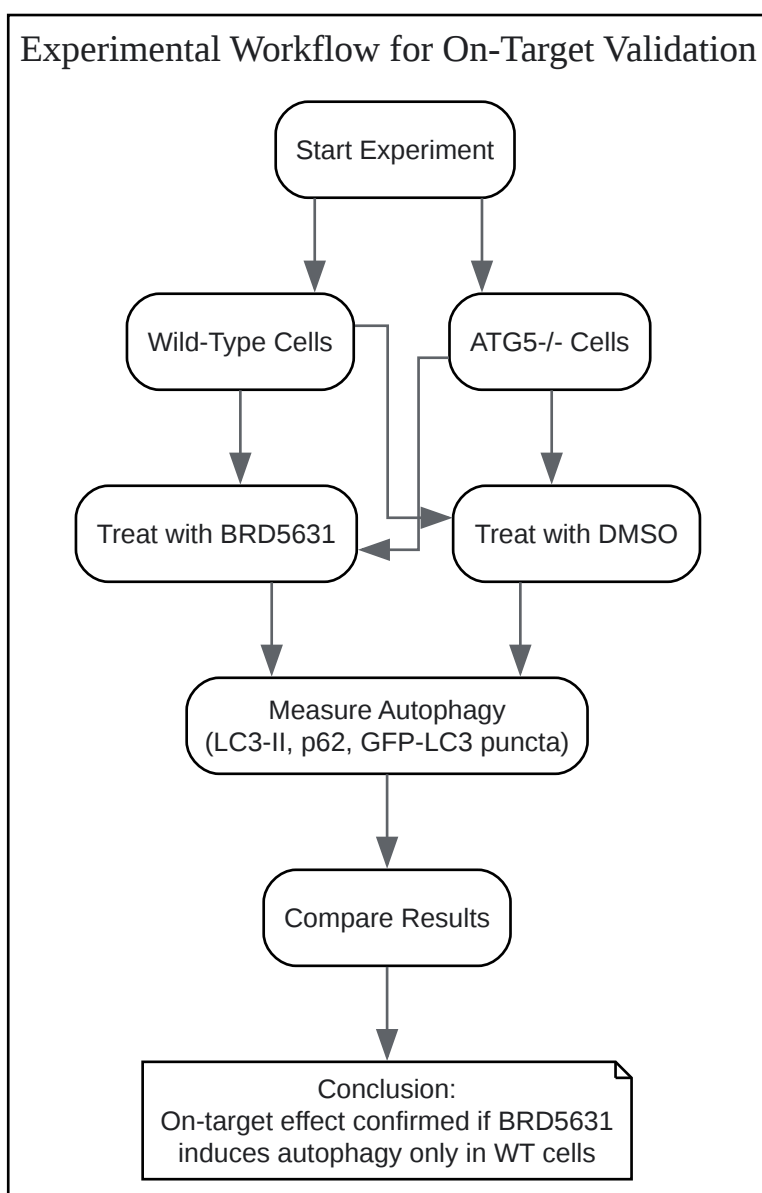 Experimental Workflow for On-Target Validation
Start Experiment
Wild-Type Cells
ATG5-/- Cells
Treat with BRD5631
Treat with DMSO
Measure Autophagy
(LC3-II, p62, GFP-LC3 puncta)
Compare Results
Conclusion:
On-target effect confirmed if BRD5631
induces autophagy only in WT cells